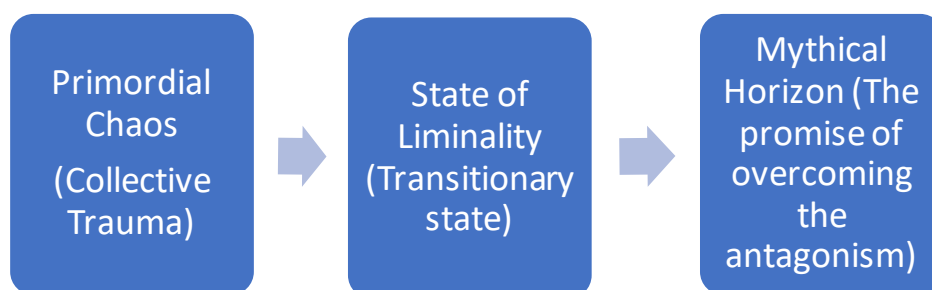 Primordial
Chaos
(Collective
Trauma)
State of
Liminality
(Transitionary
state)
Mythical
Horizon (The
promise of
overcoming
the
antagonism)